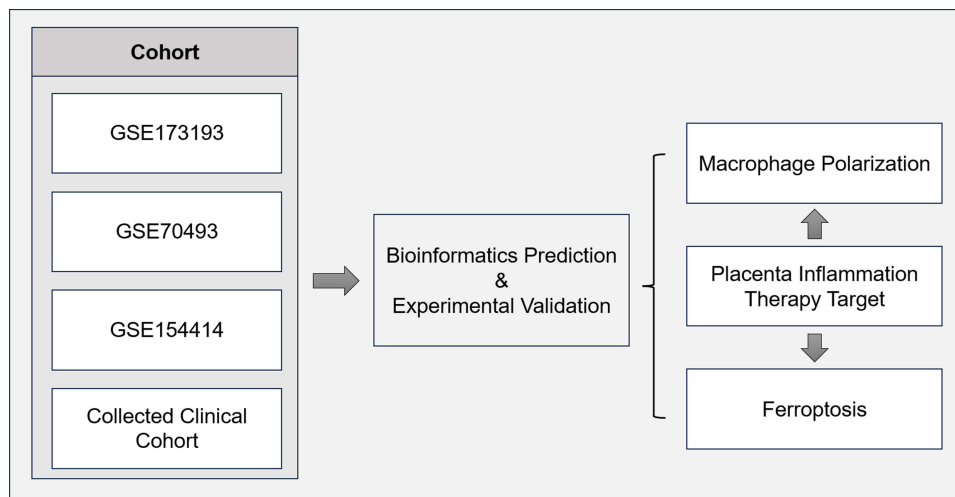 Cohort
GSE173193
GSE70493
GSE154414
Collected Clinical
Cohort
Bioinformatics Prediction
&
Experimental Validation
Macrophage Polarization
Placenta Inflammation
Therapy Target
Ferroptosis